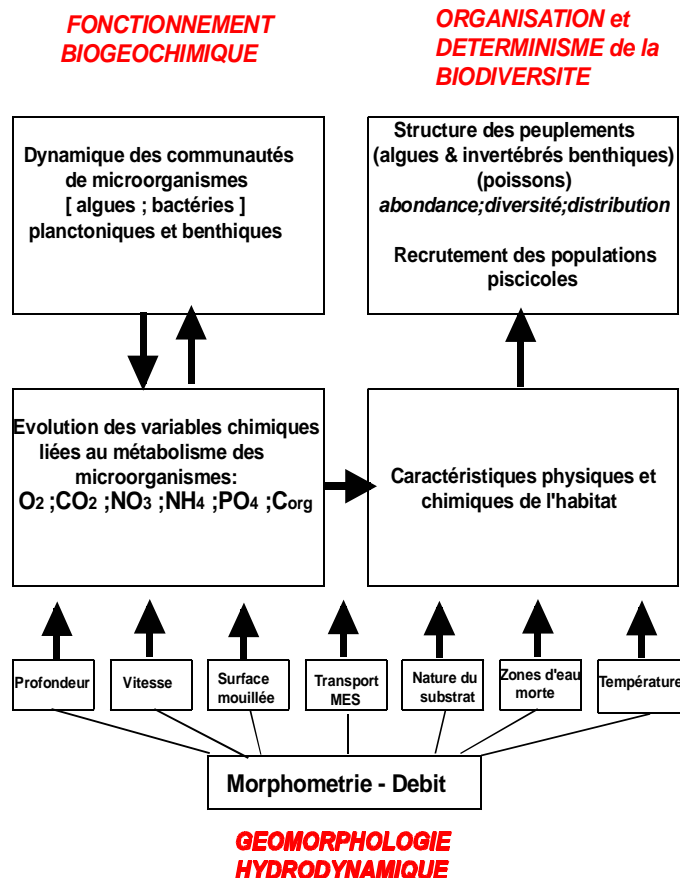 FONCTIONNEMENT
BIOGEOCHIMIQUE
ORGANISATION et
DETERMINISME de la
BIODIVERSITE
Dynamique des communautés
de microorganismes
[ algues ; bactéries ]
planctoniques et benthiques
Structure des peuplements
(algues & invertébrés benthiques)
(poissons)
abondance;diversité;distribution
Recrutement des populations
piscicoles
Evolution des variables chimiques
liées au métabolisme des
microorganismes:
O2 ;CO2 ;NO3 ;NH4 ;PO4 ;Corg
Caractéristiques physiques et
chimiques de l'habitat
Profondeur
Vitesse
Surface
mouillée
Transport
MES
Nature du
substrat
Zones d'eau
morte
Température
Morphometrie - Debit
GEOMORPHOLOGIE
HYDRODYNAMIQUE